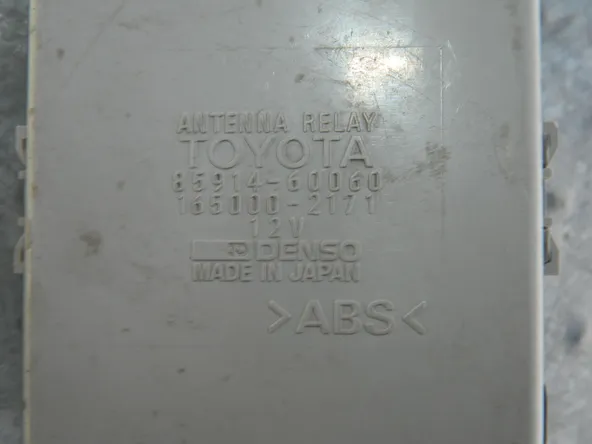 ANTENNA RELAY
TOYOTA
85914-60060
165000-2171
12V
DENSO
MADE IN JAPAN
>ABS<